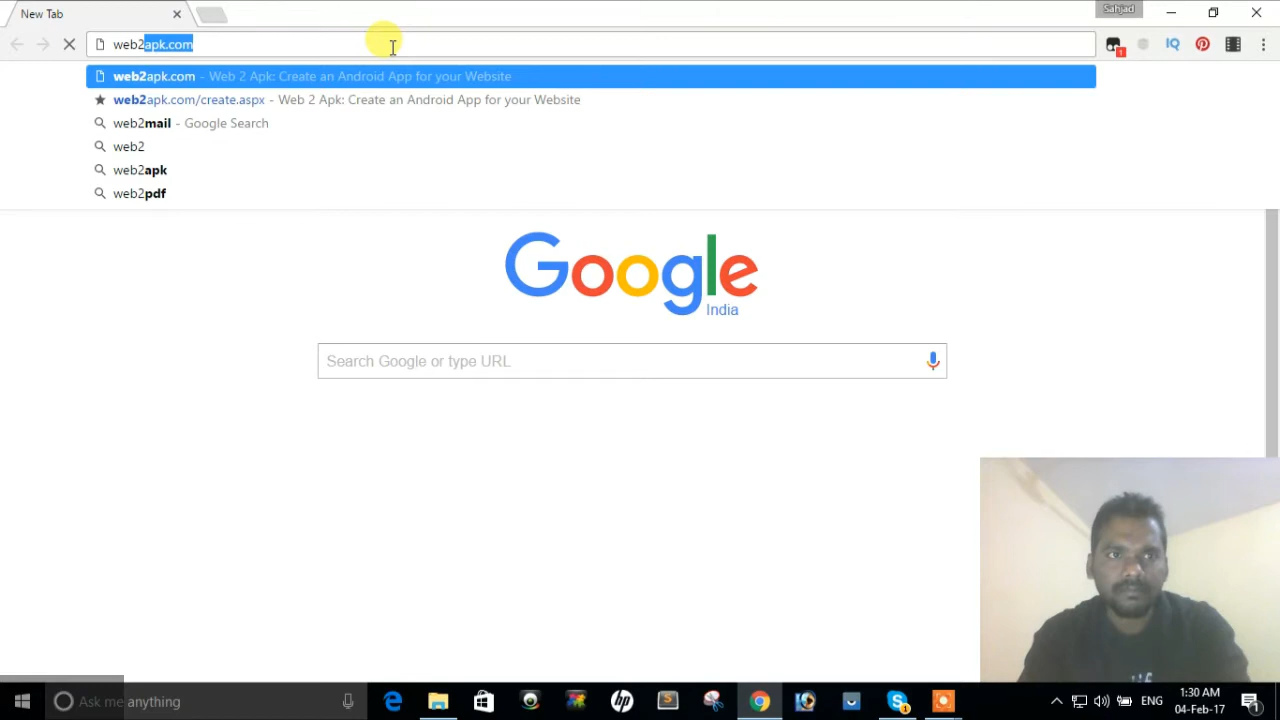 New Tab
Sahjad
web2apk.com
web2apk.com - Web 2 Apk: Create an Android App for your Website
web2apk.com/create.aspx - Web 2 Apk: Create an Android App for your Website
web2mail - Google Search
web2
web2apk
web2pdf
Google
India
Search Google or type URL
Ask me anything
ENG
1:30 AM
04-Feb-17